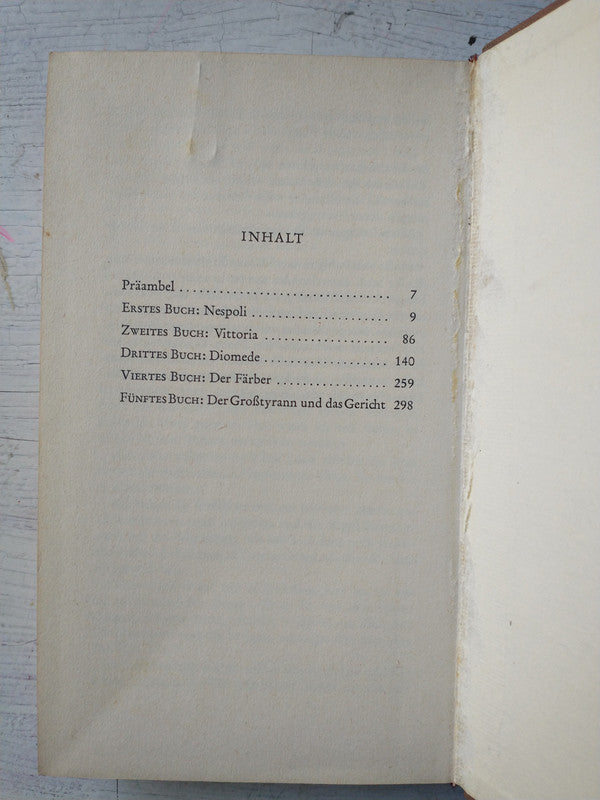 INHALT
Präambel ................................ 7
ERSTES BUCH: Nespoli .................... 9
ZWEITES BUCH: Vittoria .................. 86
DRITTES BUCH: Diomede ................... 140
VIERTES BUCH: Der Färber ................ 259
FÜNFTES BUCH: Der Großtyrann und das Gericht 298